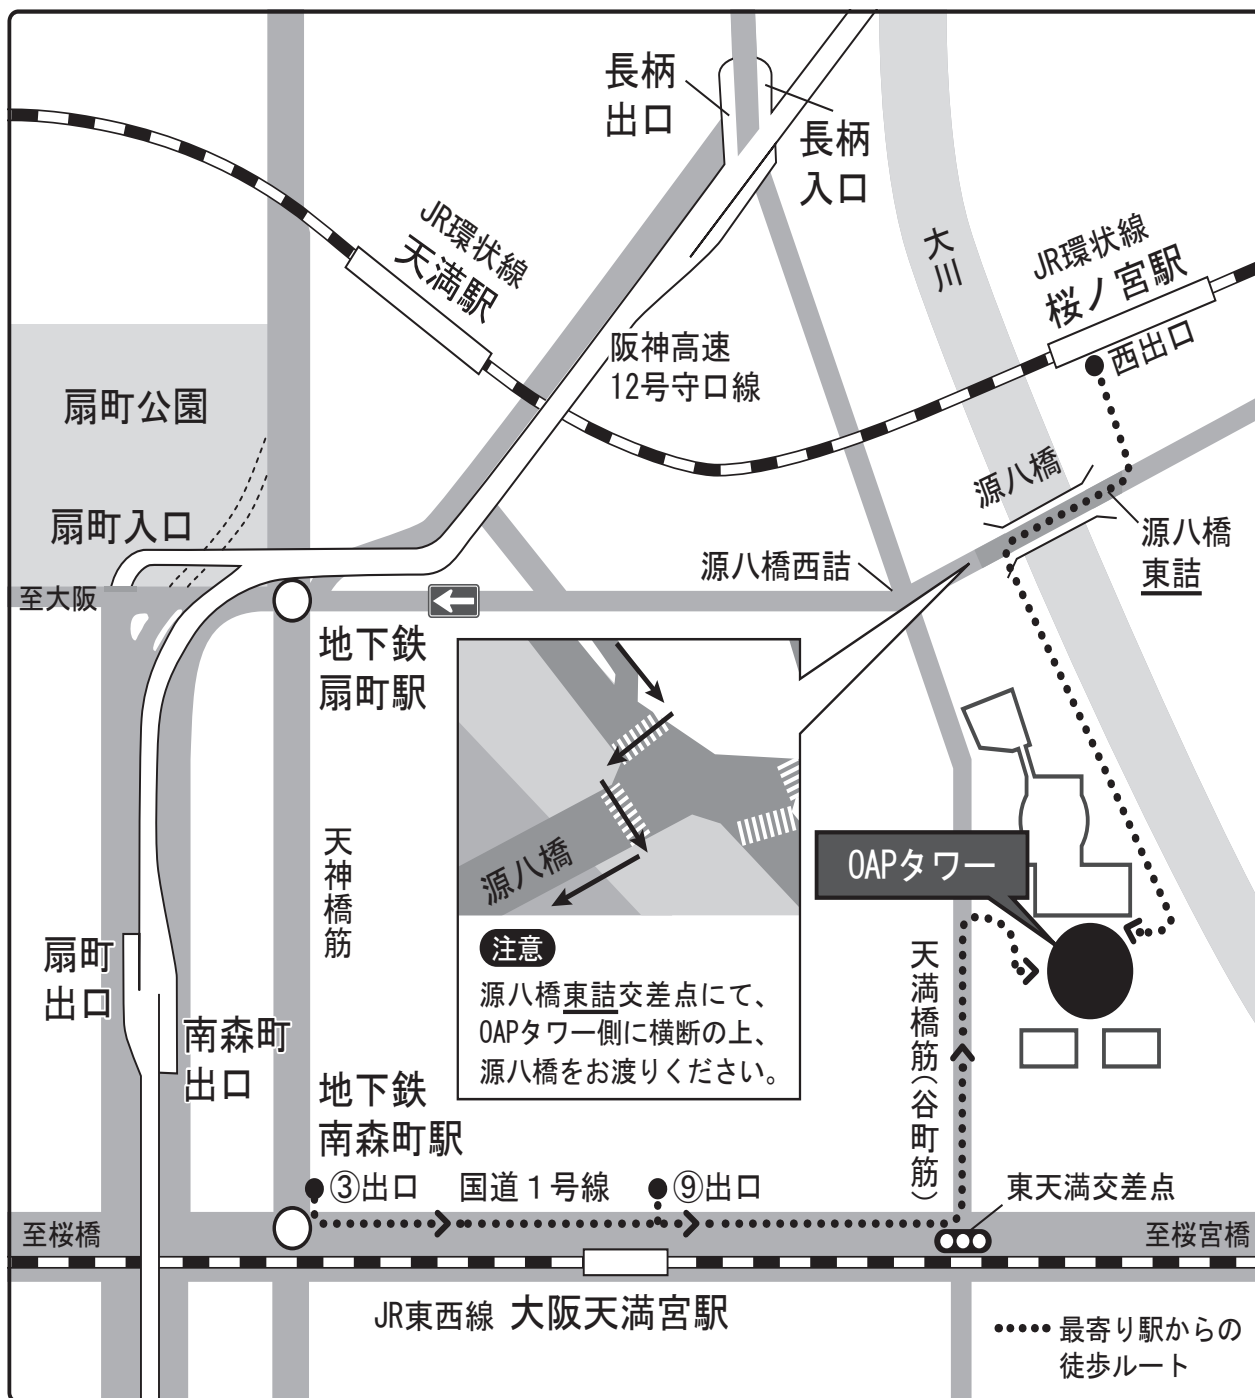 長柄
出口
長柄
入口
JR環状線
天満駅
大川
JR環状線
桜ノ宮駅
西出口
阪神高速
12号守口線
扇町公園
扇町入口
源八橋
源八橋
東詰
源八橋西詰
至大阪
地下鉄
扇町駅
源八橋
OAPタワー
天神橋筋
注意
源八橋東詰交差点にて、
OAPタワー側に横断の上、
源八橋をお渡りください。
扇町
出口
南森町
出口
天満橋筋(谷町筋)
地下鉄
南森町駅
③出口
国道1号線
⑨出口
東天満交差点
至桜橋
至桜宮橋
JR東西線 大阪天満宮駅
最寄り駅からの
徒歩ルート